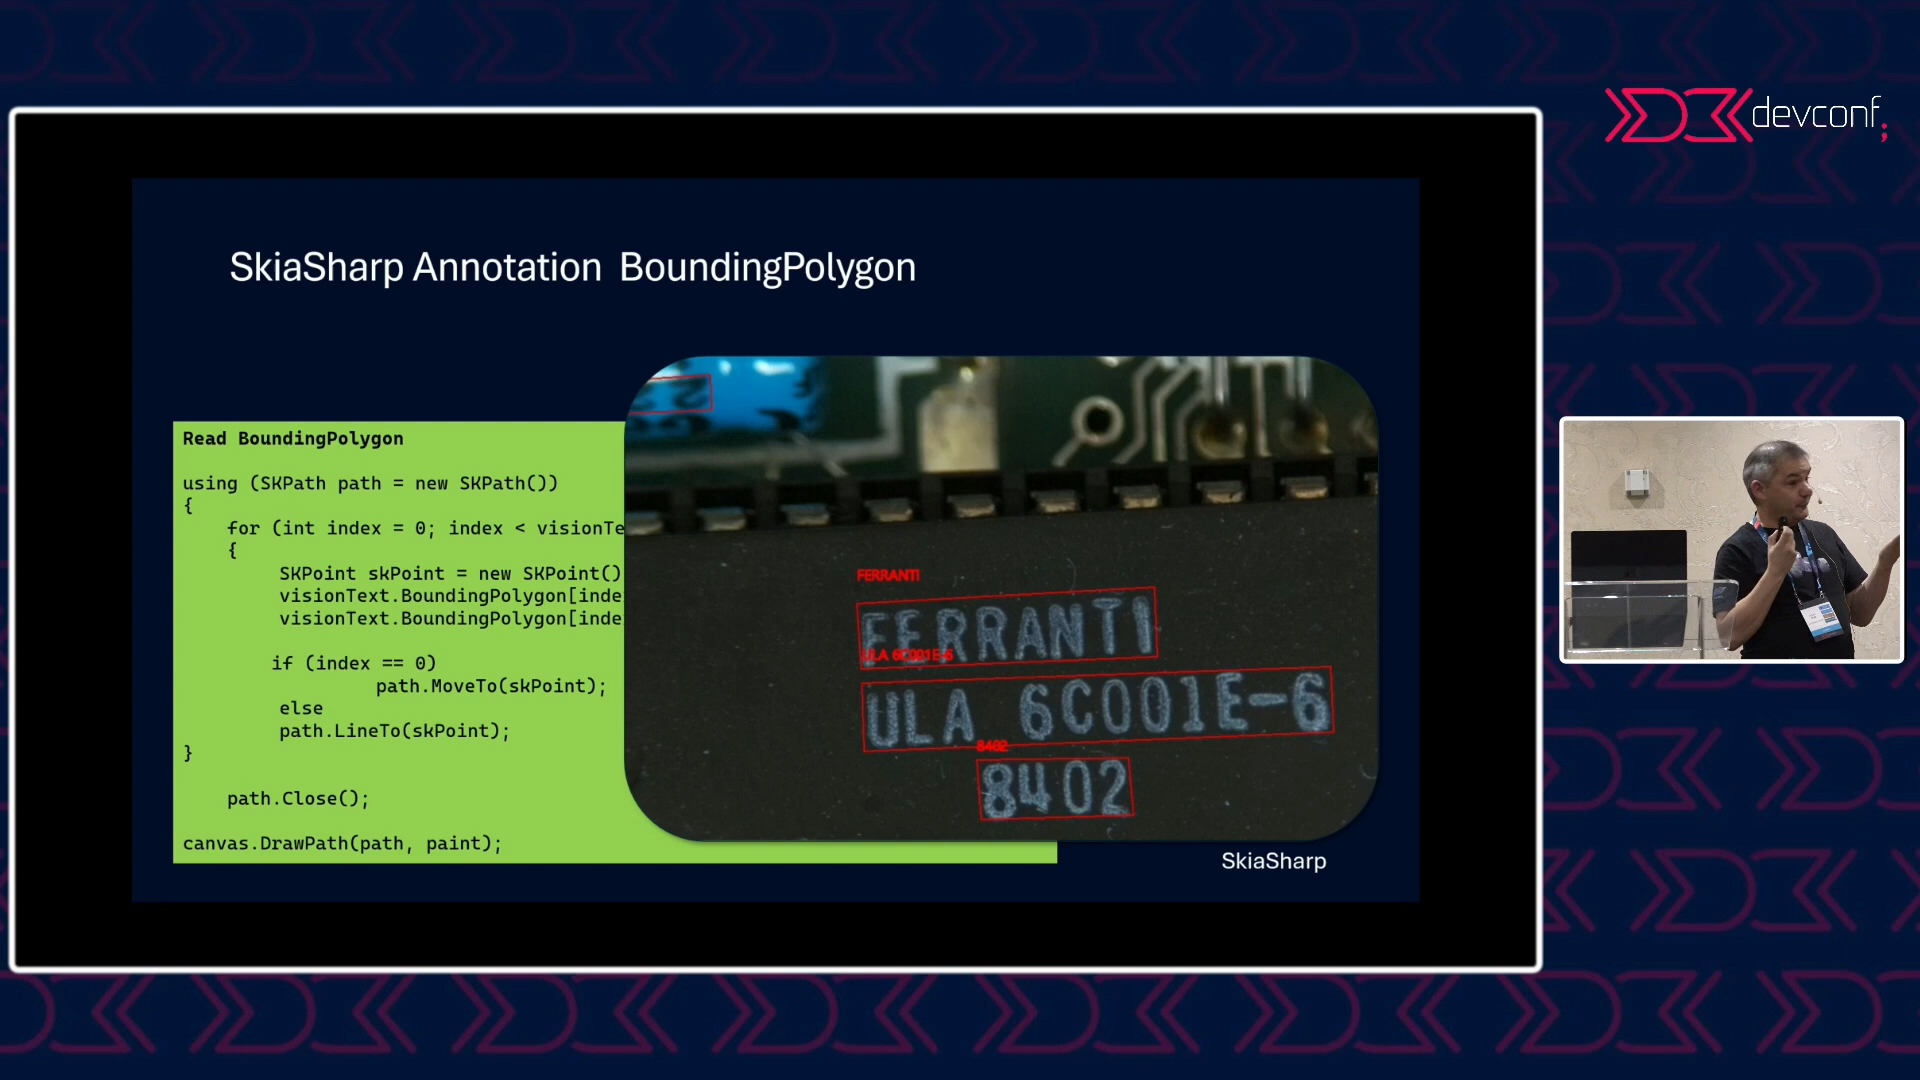 devconf;
SkiaSharp Annotation BoundingPolygon
Read BoundingPolygon
using (SKPath path = new SKPath())
{
for (int index = 0; index < visionTe
{
SKPoint skPoint = new SKPoint()
visionText.BoundingPolygon[inde
visionText.BoundingPolygon[inde
if (index == 0)
path.MoveTo(skPoint);
else
path.LineTo(skPoint);
}
path.Close();
canvas.DrawPath(path, paint);
FERRANTI
FERRANTI
ULA 6C001E-6
ULA 6C001E-6
8402
8402
SkiaSharp